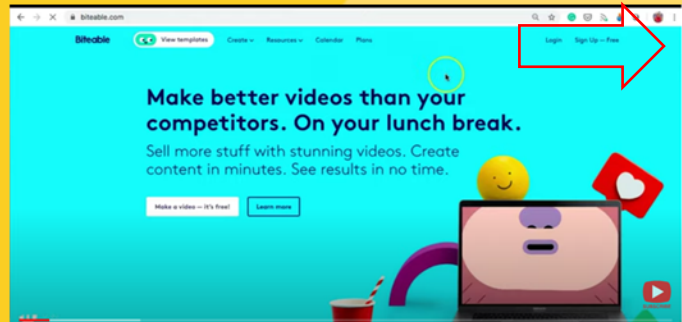 biteable.com
Biteable View templates Create Resources Calendar Plans Login Sign Up — Free
Make better videos than your
competitors. On your lunch break.
Sell more stuff with stunning videos. Create
content in minutes. See results in no time.
Make a video — it's free! Learn more
SUBSCRIBE